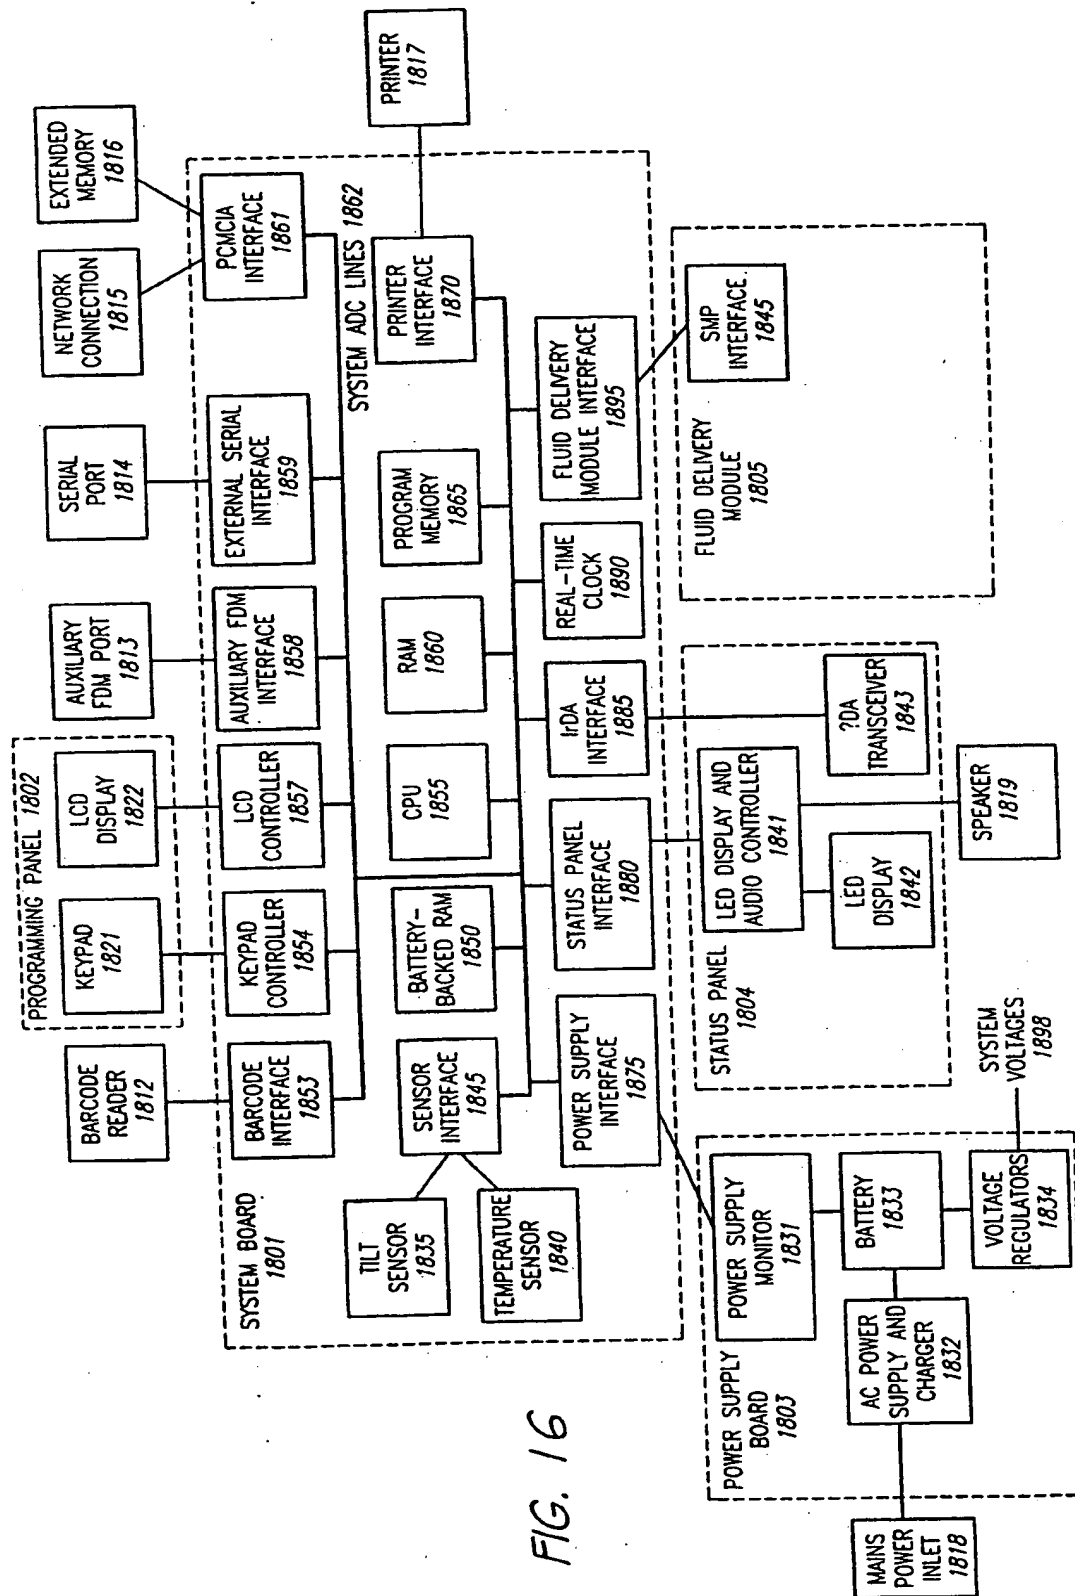 PROGRAMMING PANEL 1802
BARCODE
READER
1812
KEYPAD
1821
LCD
DISPLAY
1822
AUXILIARY
FDM PORT
1813
SERIAL
PORT
1814
NETWORK
CONNECTION
1815
EXTENDED
MEMORY
1816
SYSTEM BOARD
1801
BARCODE
INTERFACE
1853
KEYPAD
CONTROLLER
1854
LCD
CONTROLLER
1857
AUXILIARY FDM
INTERFACE
1858
EXTERNAL SERIAL
INTERFACE
1859
PCMCIA
INTERFACE
1861
SYSTEM ADC LINES 1862
TILT
SENSOR
1835
TEMPERATURE
SENSOR
1840
SENSOR
INTERFACE
1845
BATTERY-
BACKED RAM
1850
CPU
1855
RAM
1860
PROGRAM
MEMORY
1865
PRINTER
INTERFACE
1870
PRINTER
1817
POWER SUPPLY
INTERFACE
1875
STATUS PANEL
INTERFACE
1880
IrDA
INTERFACE
1885
REAL-TIME
CLOCK
1890
FLUID DELIVERY
MODULE INTERFACE
1895
POWER SUPPLY
BOARD
1803
POWER SUPPLY
MONITOR
1831
BATTERY
1833
AC POWER
SUPPLY AND
CHARGER
1832
VOLTAGE
REGULATORS
1834
MAINS
POWER
INLET
1818
SYSTEM
VOLTAGES
1898
STATUS PANEL
1804
LED DISPLAY AND
AUDIO CONTROLLER
1841
LED
DISPLAY
1842
?DA
TRANSCEIVER
1843
SPEAKER
1819
FLUID DELIVERY
MODULE
1805
SMP
INTERFACE
1845
FIG. 16